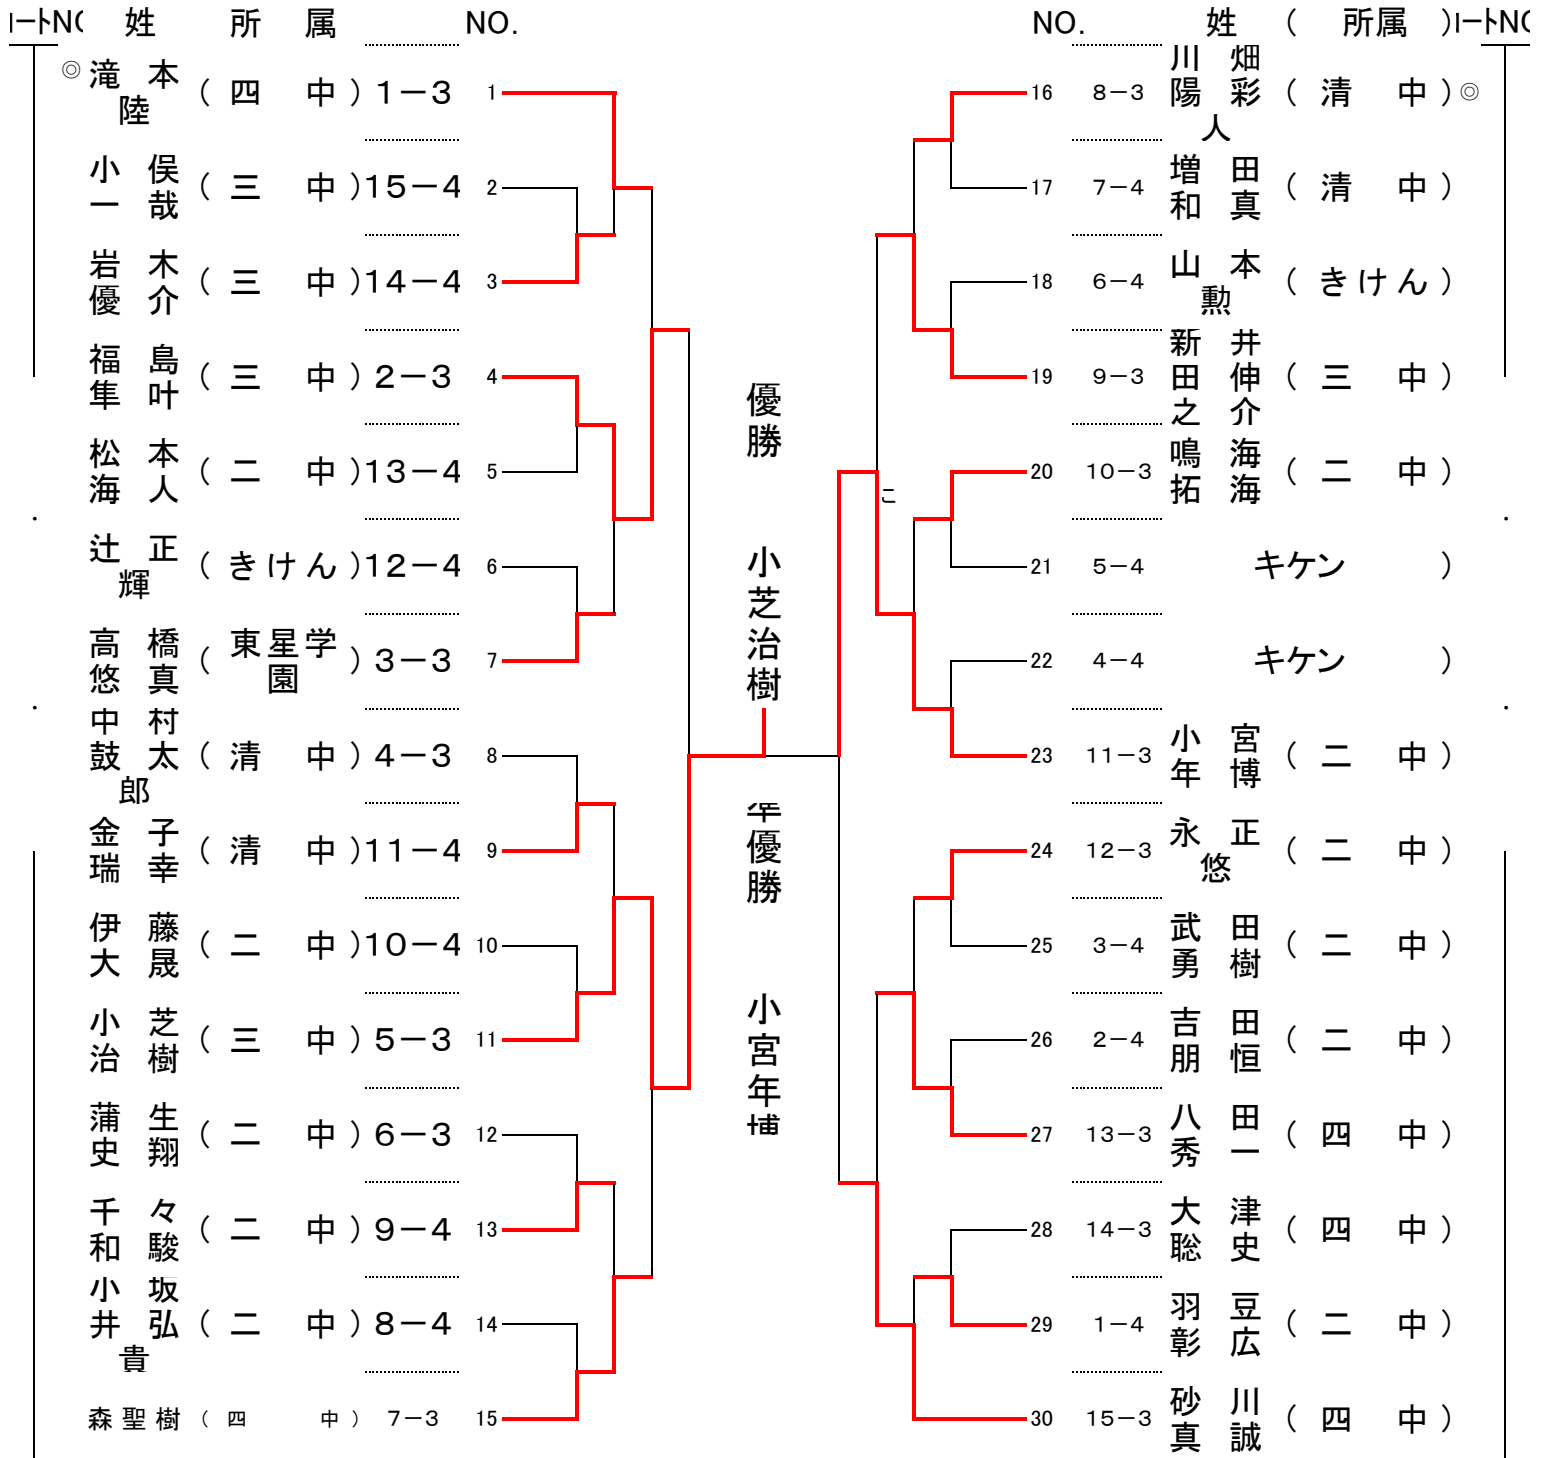 姓 所 属 NO.
◎ 滝本陸 ( 四 中 ) 1-3 1
小俣一哉 ( 三 中 ) 15-4 2
岩木優介 ( 三 中 ) 14-4 3
福島隼叶 ( 三 中 ) 2-3 4
松本海人 ( 二 中 ) 13-4 5
辻正輝 ( きけん ) 12-4 6
高橋悠真 ( 東星学園 ) 3-3 7
中村鼓太郎 ( 清 中 ) 4-3 8
金子瑞幸 ( 清 中 ) 11-4 9
伊藤大晟 ( 二 中 ) 10-4 10
小芝治樹 ( 三 中 ) 5-3 11
蒲生史翔 ( 二 中 ) 6-3 12
千々和駿 ( 二 中 ) 9-4 13
小坂井弘貴 ( 二 中 ) 8-4 14
森聖樹 ( 四 中 ) 7-3 15
優勝
小芝治樹
準優勝
小宮年博
こ
NO. 姓 ( 所属 )
16 8-3 川畑陽彩人 ( 清 中 ) ◎
17 7-4 増田和真 ( 清 中 )
18 6-4 山本勲 ( きけん )
19 9-3 新井田伸之介 ( 三 中 )
20 10-3 鳴海拓海 ( 二 中 )
21 5-4 キケン )
22 4-4 キケン )
23 11-3 小宮年博 ( 二 中 )
24 12-3 永正悠 ( 二 中 )
25 3-4 武田勇樹 ( 二 中 )
26 2-4 吉田朋恒 ( 二 中 )
27 13-3 八田秀一 ( 四 中 )
28 14-3 大津聡史 ( 四 中 )
29 1-4 羽豆彰広 ( 二 中 )
30 15-3 砂川真誠 ( 四 中 )